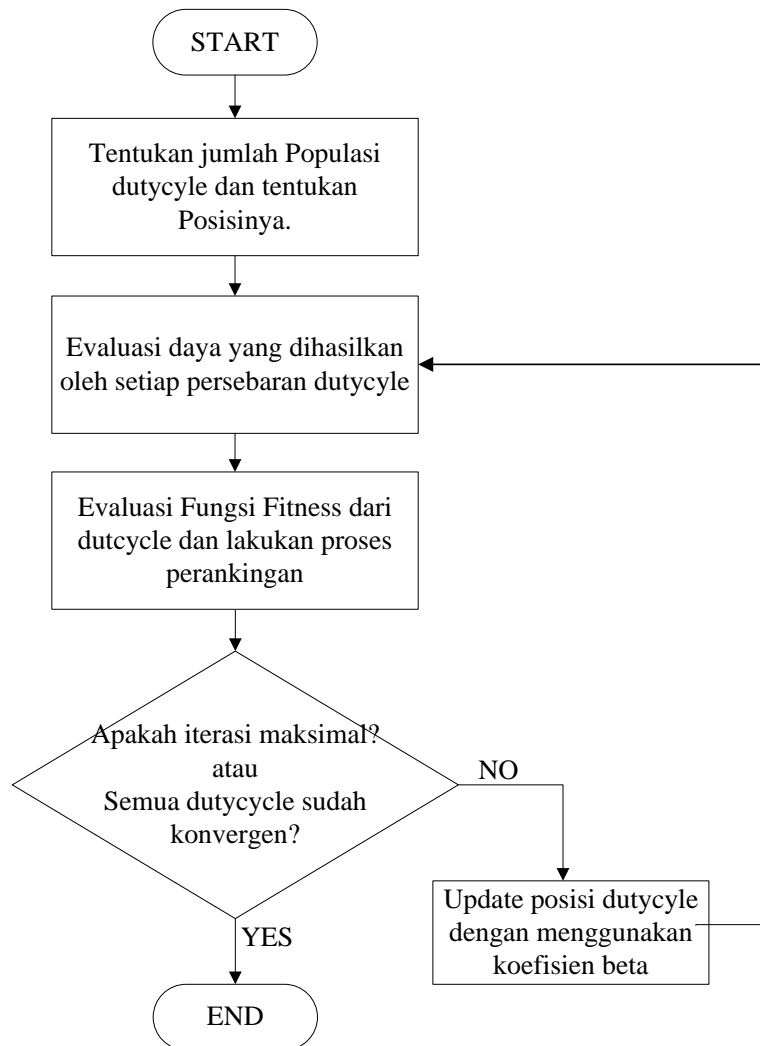 START
Tentukan jumlah Populasi
dutycyle dan tentukan
Posisinya.
Evaluasi daya yang dihasilkan
oleh setiap persebaran dutycyle
Evaluasi Fungsi Fitness dari
dutcycle dan lakukan proses
perankingan
Apakah iterasi maksimal?
atau
Semua dutycycle sudah
konvergen?
NO
Update posisi dutycyle
dengan menggunakan
koefisien beta
YES
END